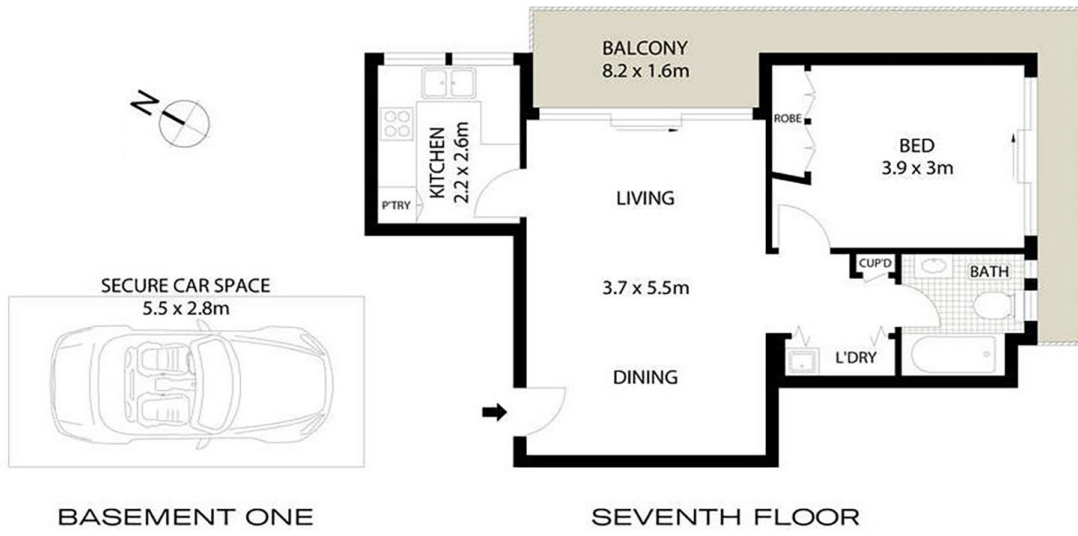 BALCONY
8.2 x 1.6m
N
KITCHEN
2.2 x 2.6m
P'TRY
ROBE
BED
3.9 x 3m
LIVING
3.7 x 5.5m
DINING
CUP'D
BATH
L'DRY
SECURE CAR SPACE
5.5 x 2.8m
BASEMENT ONE
SEVENTH FLOOR